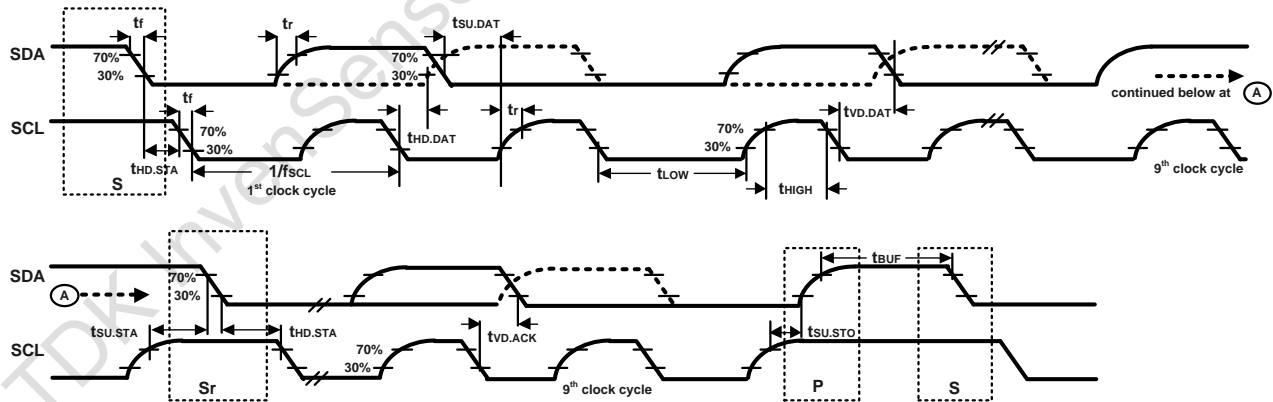 tf
tr
tSU.DAT
SDA
70%
30%
70%
30%
continued below at A
tf
tr
tVD.DAT
SCL
70%
30%
tHD.DAT
70%
30%
tHD.STA
S
1/fSCL
1st clock cycle
tLOW
tHIGH
9th clock cycle
SDA
A
70%
30%
tBUF
tSU.STA
tHD.STA
tVD.ACK
tSU.STO
SCL
70%
30%
Sr
9th clock cycle
P
S
TDK InvenSense